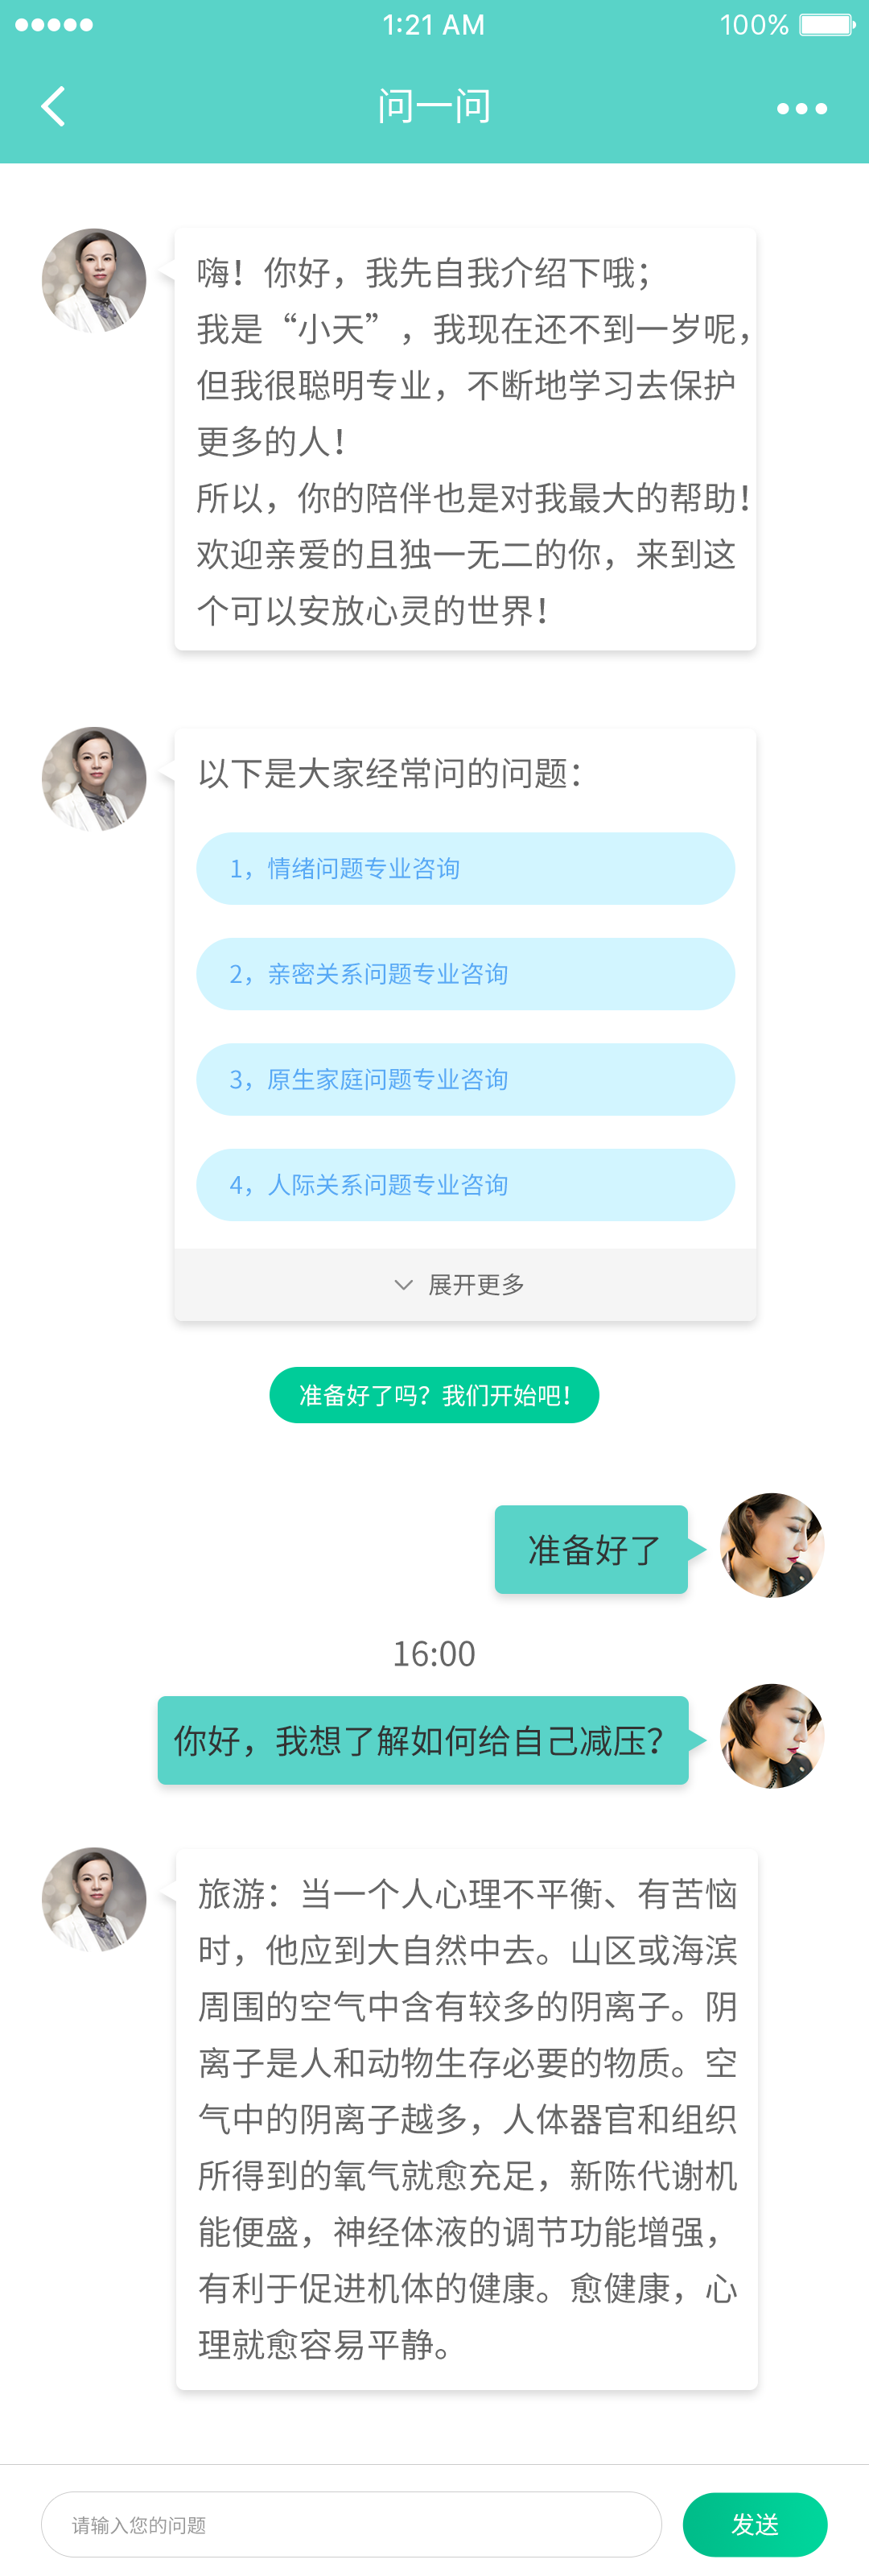 1:21 AM
100%
问一问
嗨！你好，我先自我介绍下哦；
我是“小天”，我现在还不到一岁呢，
但我很聪明专业，不断地学习去保护
更多的人！
所以，你的陪伴也是对我最大的帮助！
欢迎亲爱的且独一无二的你，来到这
个可以安放心灵的世界！
以下是大家经常问的问题：
1，情绪问题专业咨询
2，亲密关系问题专业咨询
3，原生家庭问题专业咨询
4，人际关系问题专业咨询
展开更多
准备好了吗？我们开始吧！
准备好了
16:00
你好，我想了解如何给自己减压？
旅游：当一个人心理不平衡、有苦恼
时，他应到大自然中去。山区或海滨
周围的空气中含有较多的阴离子。阴
离子是人和动物生存必要的物质。空
气中的阴离子越多，人体器官和组织
所得到的氧气就愈充足，新陈代谢机
能便盛，神经体液的调节功能增强，
有利于促进机体的健康。愈健康，心
理就愈容易平静。
请输入您的问题
发送